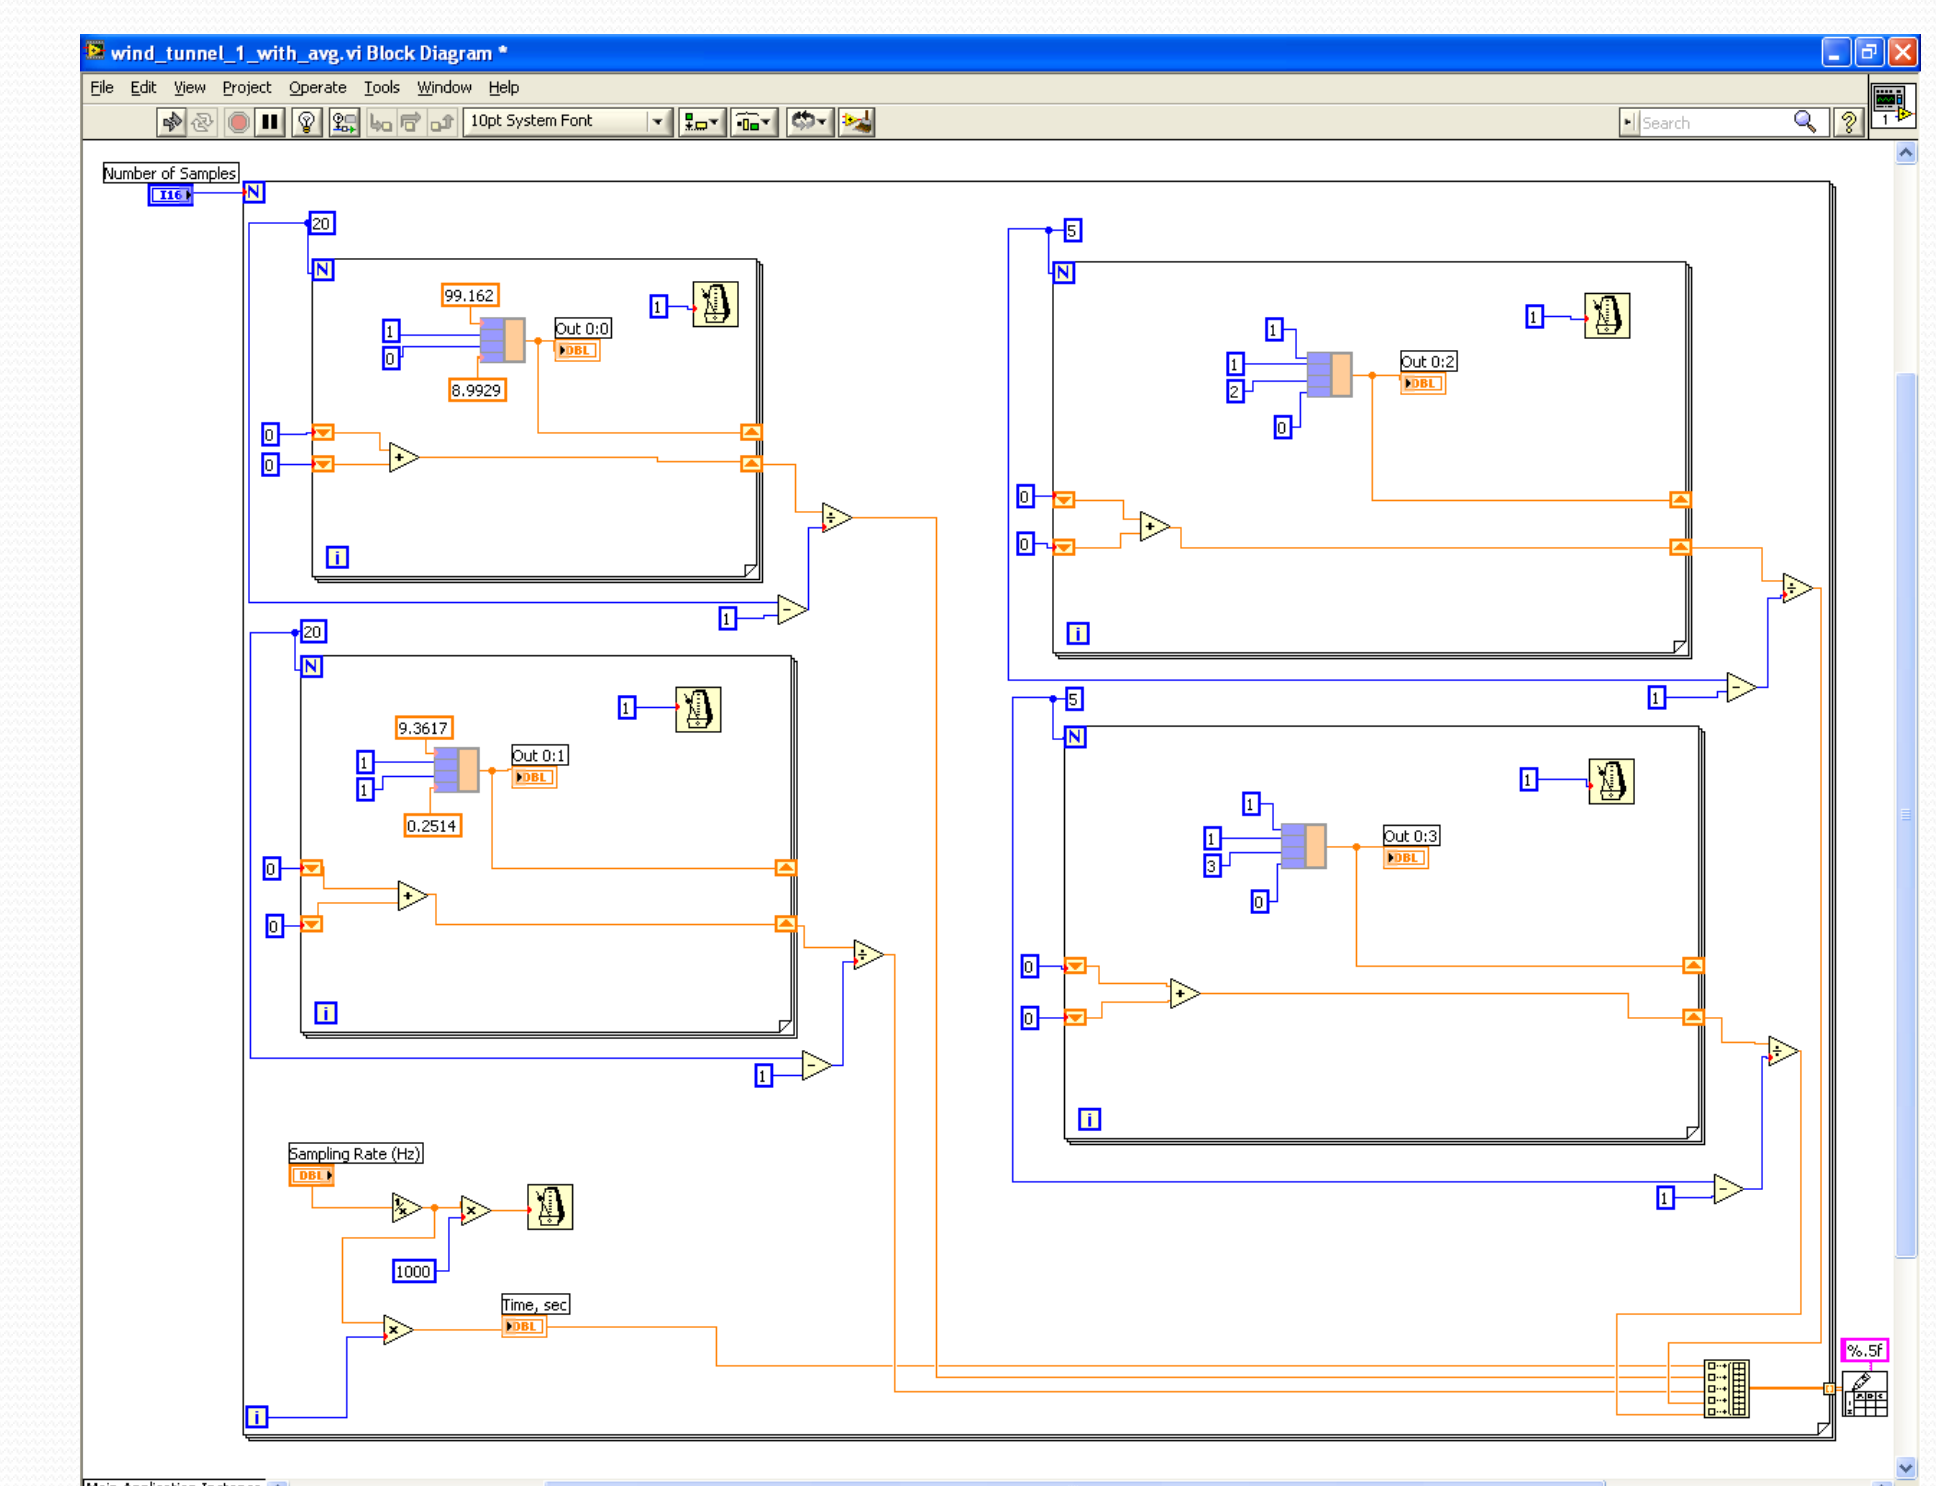 wind_tunnel_1_with_avg.vi Block Diagram *
File Edit View Project Operate Tools Window Help
10pt System Font
Search
1
Number of Samples
I16
N
20
N
99.162
1
0
Out 0:0
DBL
8.9929
1
0
0
i
1
5
N
1
1
2
0
Out 0:2
DBL
1
0
0
i
1
20
N
9.3617
1
1
Out 0:1
DBL
0.2514
1
0
0
i
1
5
N
1
1
3
0
Out 0:3
DBL
1
0
0
i
1
Sampling Rate (Hz)
DBL
1000
Time, sec
DBL
i
%.5f